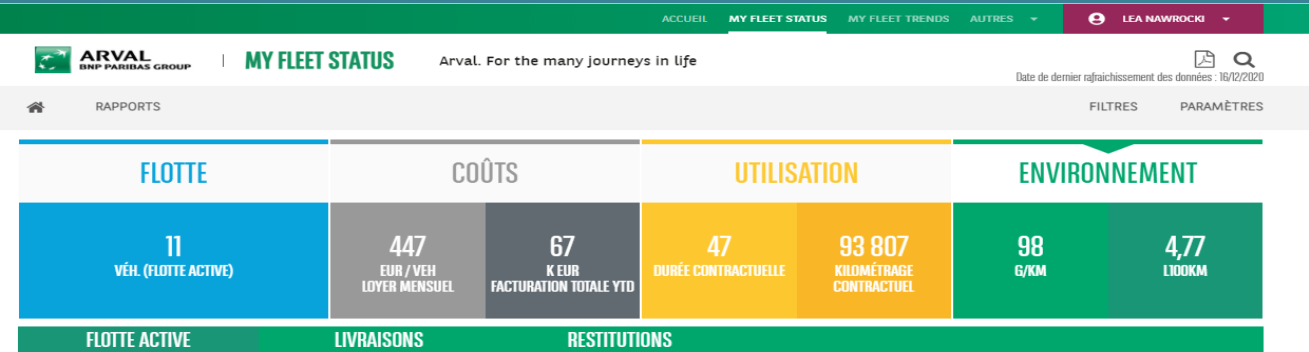 ACCUEIL MY FLEET STATUS MY FLEET TRENDS AUTRES LEA NAWROCKI
ARVAL
BNP PARIBAS GROUP
MY FLEET STATUS
Arval. For the many journeys in life
Date de dernier rafraichissement des données : 16/12/2020
RAPPORTS FILTRES PARAMÈTRES
FLOTTE COÛTS UTILISATION ENVIRONNEMENT
11
VÉH. (FLOTTE ACTIVE)
447
EUR / VEH
LOYER MENSUEL
67
K EUR
FACTURATION TOTALE YTD
47
DURÉE CONTRACTUELLE
93 807
KILOMÉTRAGE
CONTRACTUEL
98
G/KM
4,77
L100KM
FLOTTE ACTIVE LIVRAISONS RESTITUTIONS